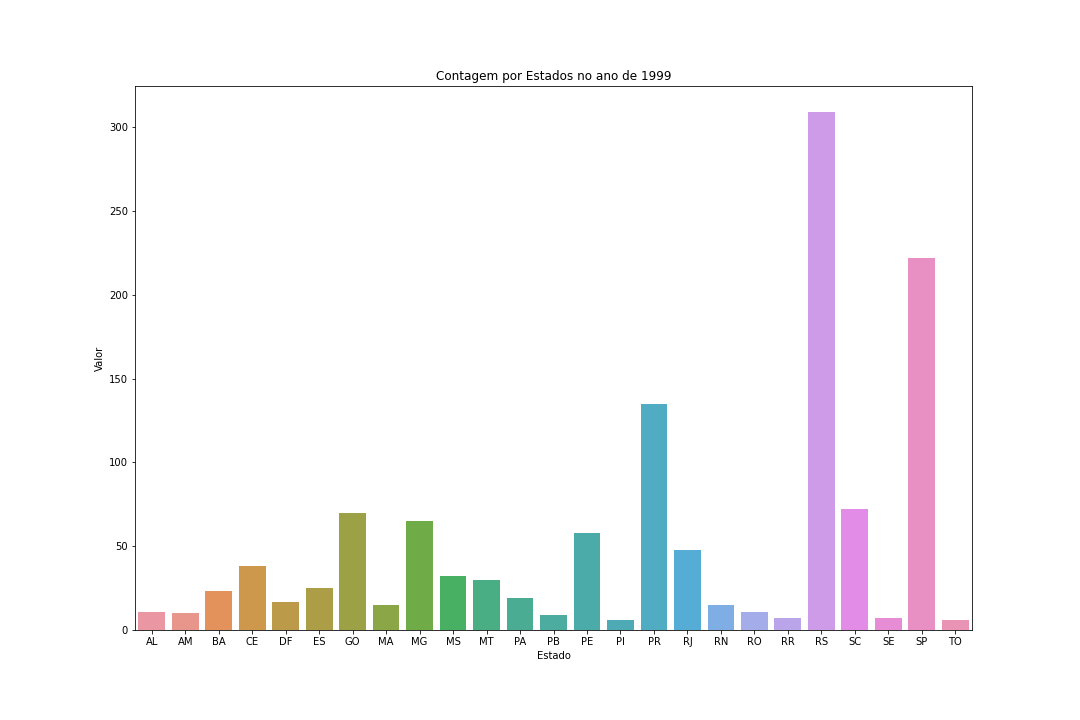 Contagem por Estados no ano de 1999
300
250
200
150
100
50
0
Valor
AL AM BA CE DF ES GO MA MG MS MT PA PB PE PI PR RJ RN RO RR RS SC SE SP TO
Estado